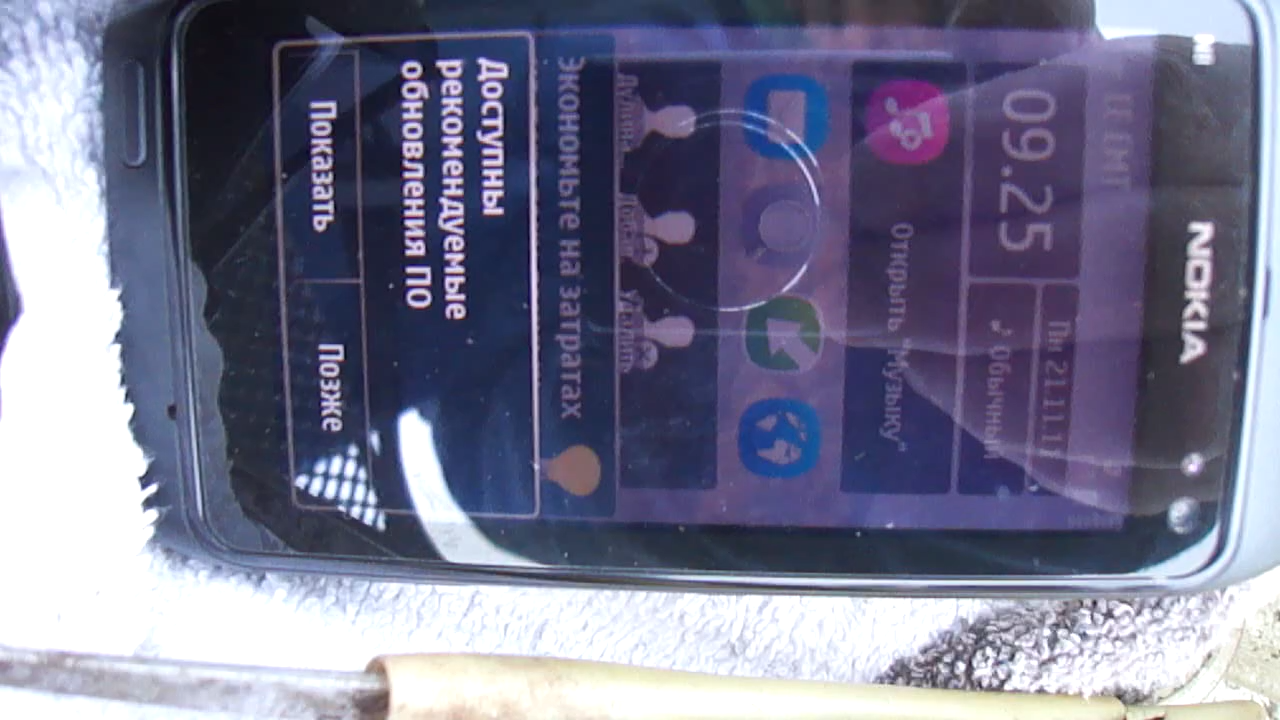 N8
NOKIA
09.25
Пн 21.11.11
Обычный
Открыть "Музыку"
Экономьте на затратах
Доступны
рекомендуемые
обновления ПО
Показать
Позже